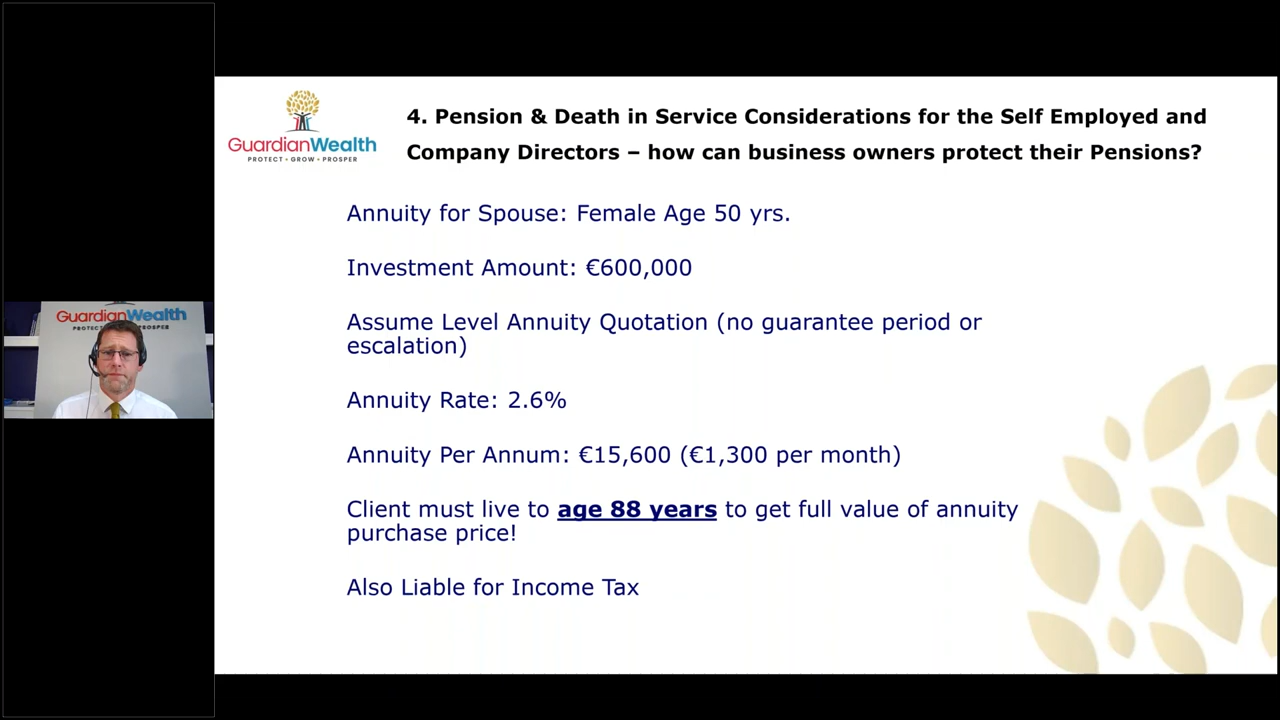 GuardianWealth
PROTECT • GROW • PROSPER
4. Pension & Death in Service Considerations for the Self Employed and
Company Directors – how can business owners protect their Pensions?
Annuity for Spouse: Female Age 50 yrs.
Investment Amount: €600,000
Assume Level Annuity Quotation (no guarantee period or
escalation)
Annuity Rate: 2.6%
Annuity Per Annum: €15,600 (€1,300 per month)
Client must live to age 88 years to get full value of annuity
purchase price!
Also Liable for Income Tax
GuardianWealth